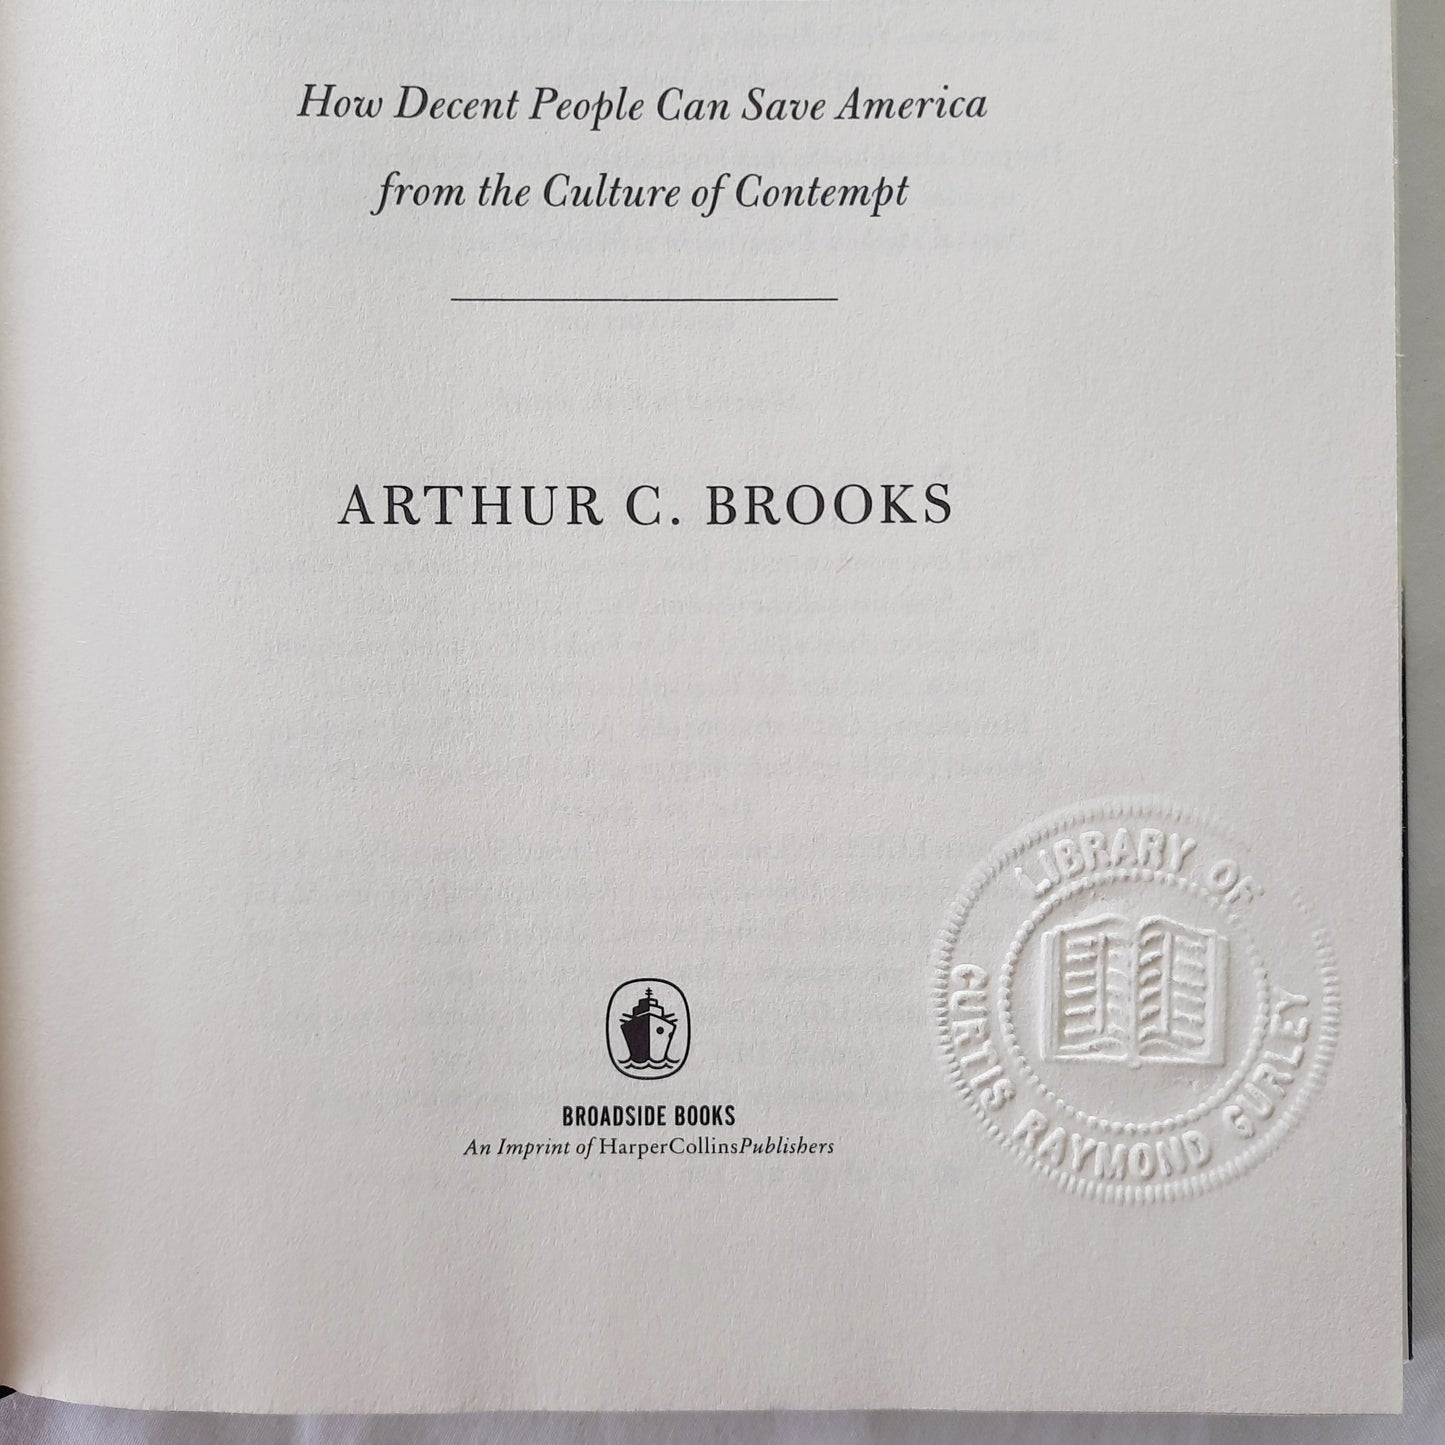 How Decent People Can Save America
from the Culture of Contempt
ARTHUR C. BROOKS
BROADSIDE BOOKS
An Imprint of HarperCollinsPublishers
LIBRARY OF
CURTIS RAYMOND GURLEY